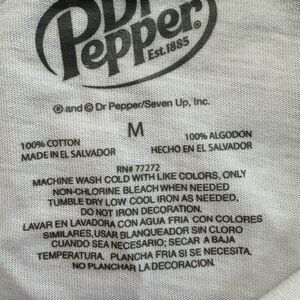 Dr
Pepper
Est.1885
® and © Dr Pepper/Seven Up, Inc.
M
100% COTTON 100% ALGODON
MADE IN EL SALVADOR HECHO EN EL SALVADOR
RN# 77272
MACHINE WASH COLD WITH LIKE COLORS, ONLY
NON-CHLORINE BLEACH WHEN NEEDED
TUMBLE DRY LOW COOL IRON AS NEEDED,
DO NOT IRON DECORATION.
LAVAR EN LAVADORA CON AGUA FRIA CON COLORES
SIMILARES,USAR BLANQUEADOR SIN CLORO
CUANDO SEA NECESARIO; SECAR A BAJA
TEMPERATURA. PLANCHA FRIA SI SE NECESITA.
NO PLANCHAR LA DECORACION.